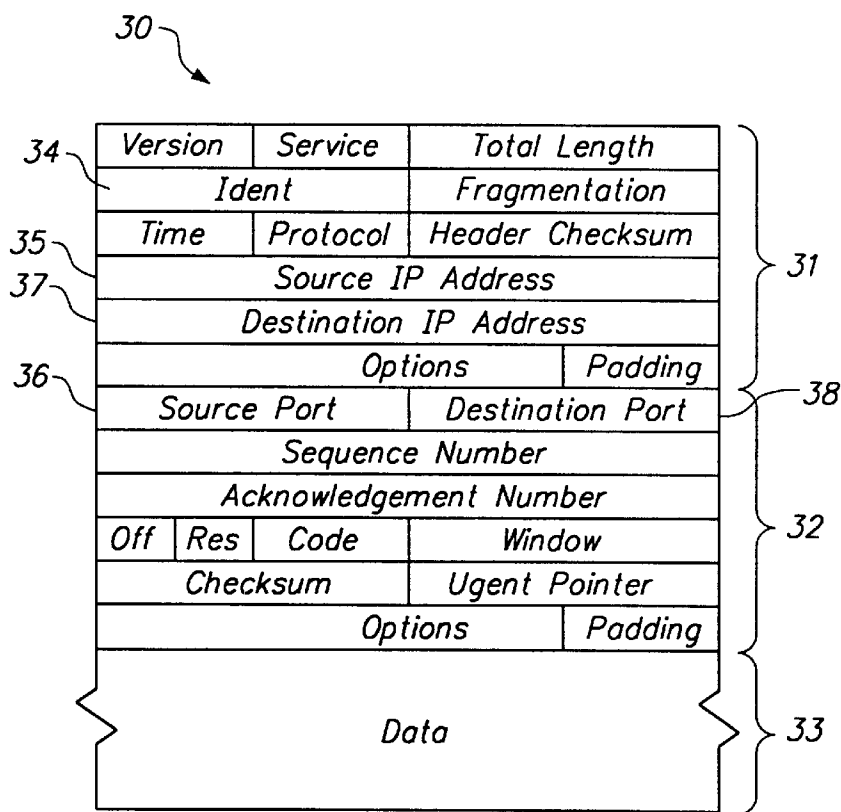 30
Version Service Total Length
34 Ident Fragmentation
Time Protocol Header Checksum
35 Source IP Address 31
37 Destination IP Address
Options Padding
36 Source Port Destination Port 38
Sequence Number
Acknowledgement Number
Off Res Code Window 32
Checksum Ugent Pointer
Options Padding
Data 33